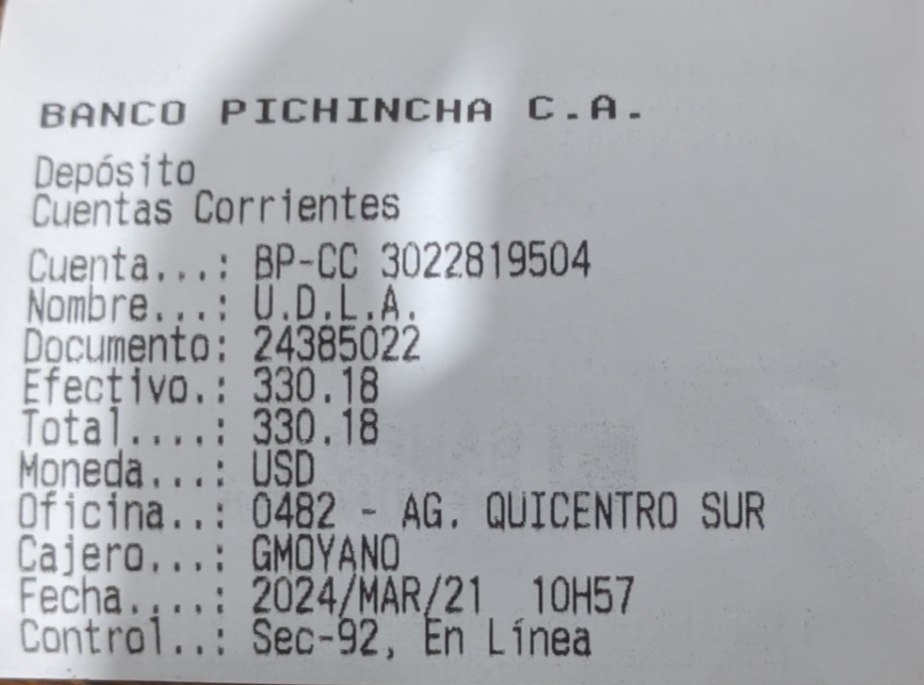 BANCO PICHINCHA C.A.
Depósito
Cuentas Corrientes
Cuenta...: BP-CC 3022819504
Nombre...: U.D.L.A.
Documento: 24385022
Efectivo.: 330.18
Total....: 330.18
Moneda...: USD
Oficina..: 0482 - AG. QUICENTRO SUR
Cajero...: GMOYANO
Fecha....: 2024/MAR/21 10H57
Control..: Sec-92, En Línea